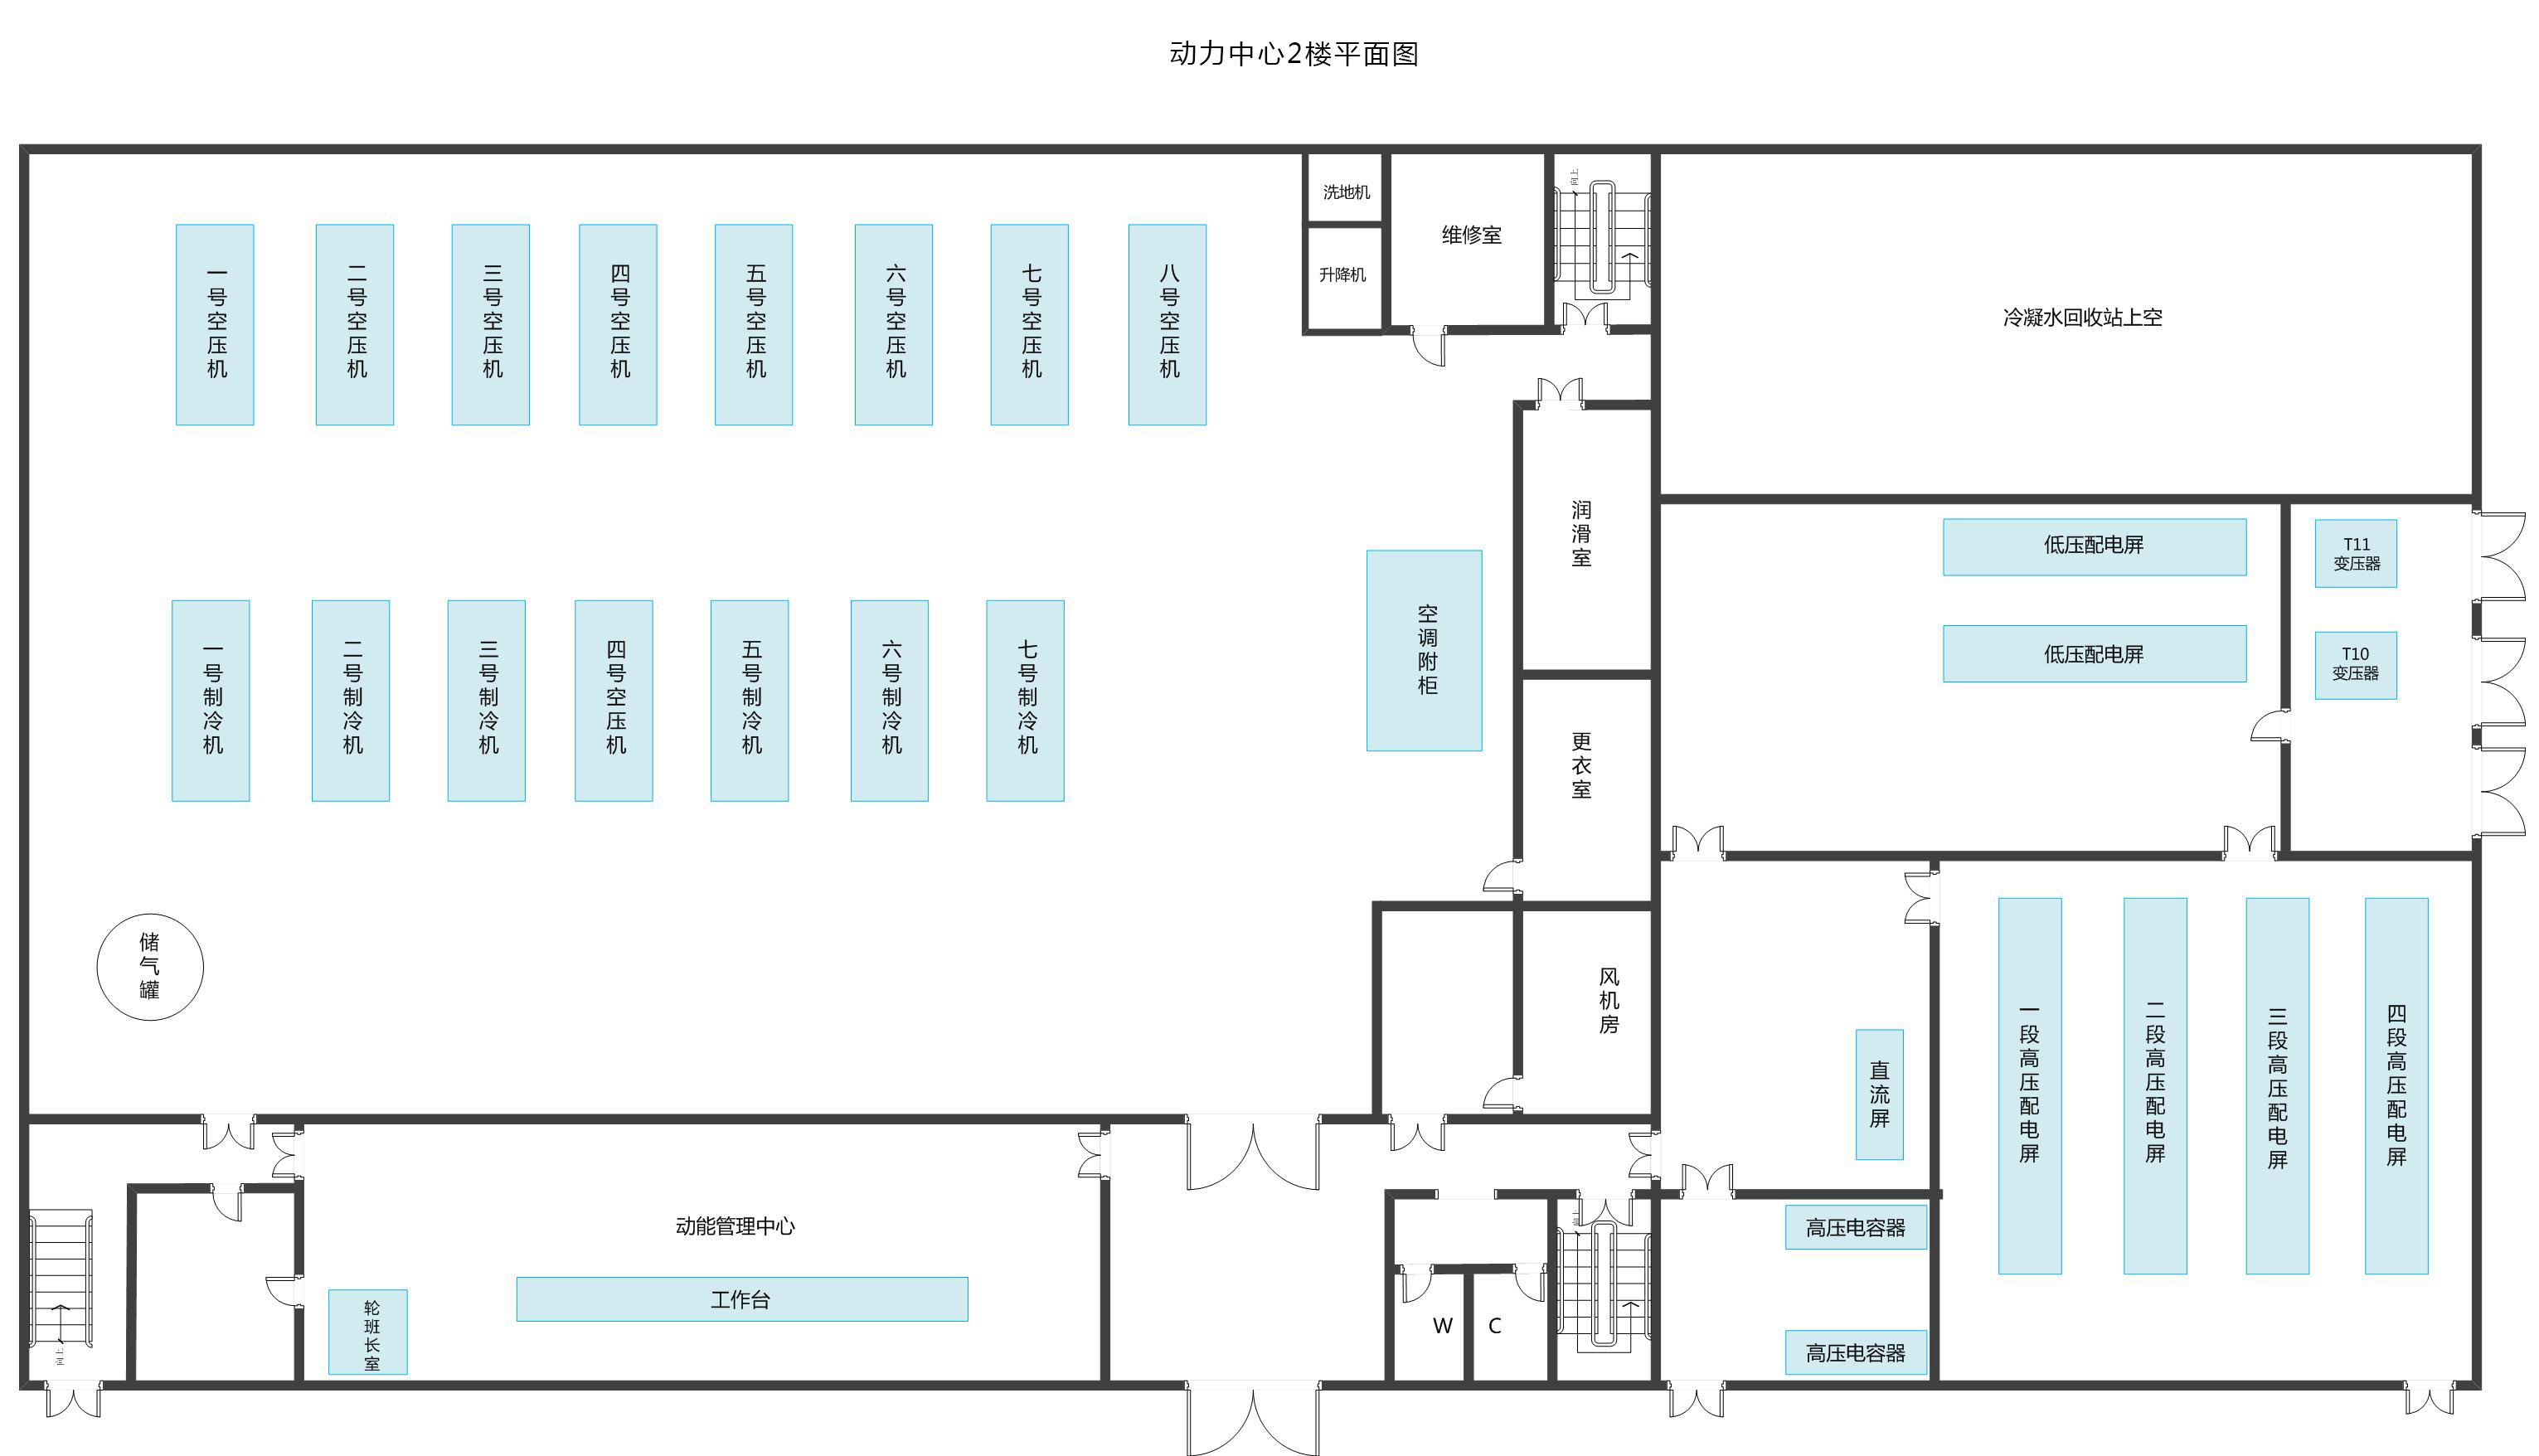 动力中心2楼平面图
洗地机
升降机
维修室
向上
冷凝水回收站上空
一号空压机
二号空压机
三号空压机
四号空压机
五号空压机
六号空压机
七号空压机
八号空压机
润滑室
低压配电屏
低压配电屏
T11
变压器
T10
变压器
一号制冷机
二号制冷机
三号制冷机
四号空压机
五号制冷机
六号制冷机
七号制冷机
空调附柜
更衣室
储气罐
风机房
直流屏
一段高压配电屏
二段高压配电屏
三段高压配电屏
四段高压配电屏
动能管理中心
工作台
轮班长室
向上
W
C
向上
高压电容器
高压电容器